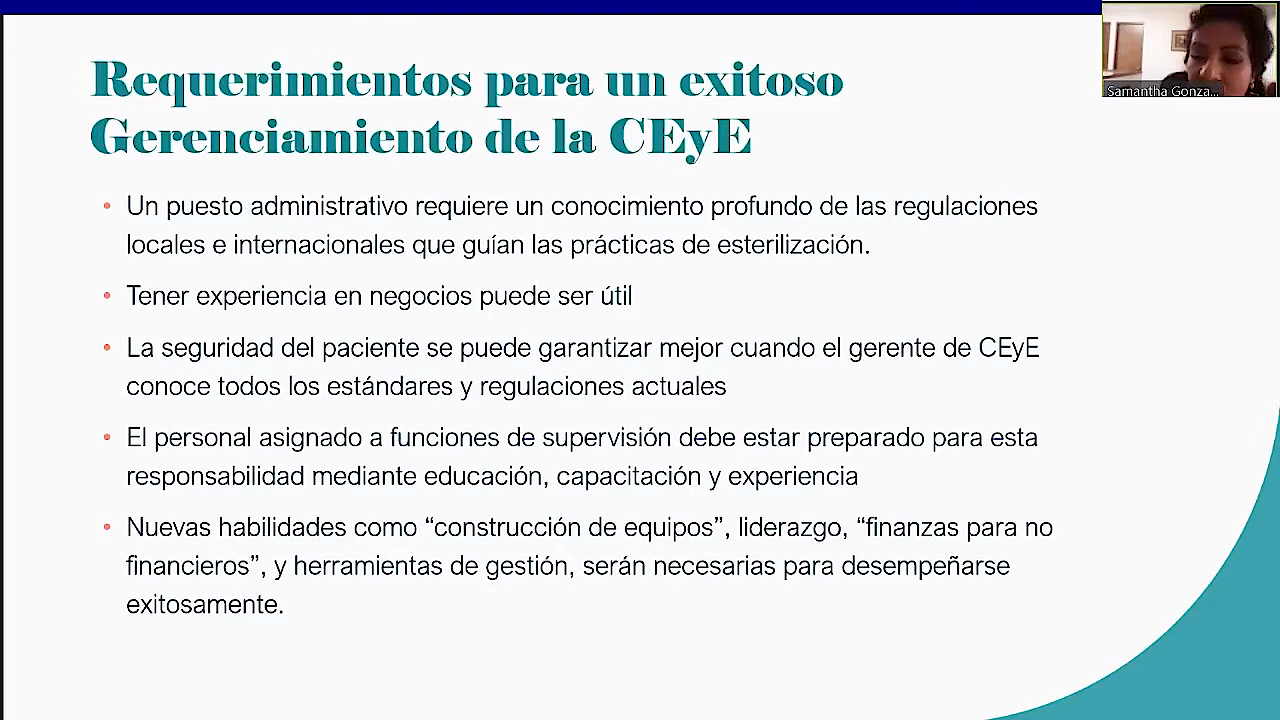 Requerimientos para un exitoso
Gerenciamiento de la CEyE
• Un puesto administrativo requiere un conocimiento profundo de las regulaciones
locales e internacionales que guían las prácticas de esterilización.
• Tener experiencia en negocios puede ser útil
• La seguridad del paciente se puede garantizar mejor cuando el gerente de CEyE
conoce todos los estándares y regulaciones actuales
• El personal asignado a funciones de supervisión debe estar preparado para esta
responsabilidad mediante educación, capacitación y experiencia
• Nuevas habilidades como “construcción de equipos”, liderazgo, “finanzas para no
financieros”, y herramientas de gestión, serán necesarias para desempeñarse
exitosamente.
Samantha Gonza...